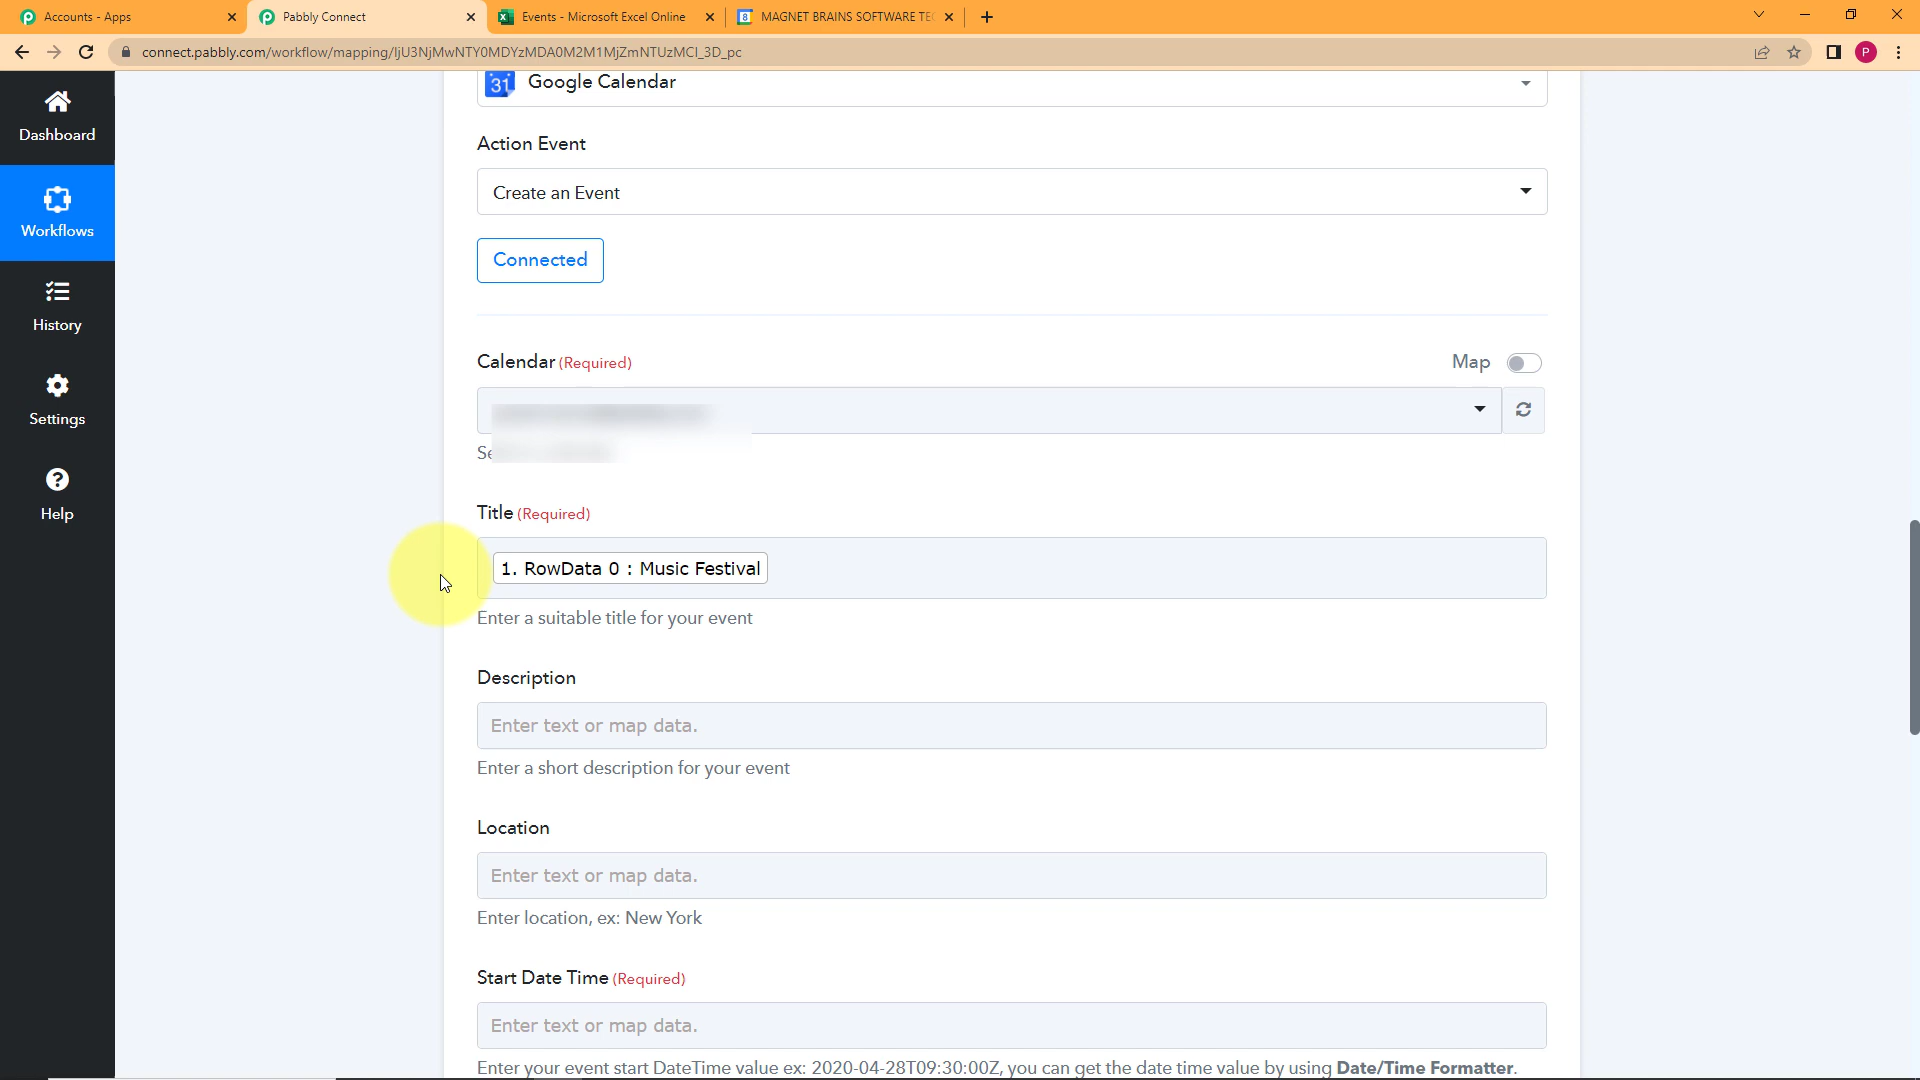 Accounts - Apps
Pabbly Connect
Events - Microsoft Excel Online
8
MAGNET BRAINS SOFTWARE TEC
connect.pabbly.com/workflow/mapping/IjU3NjMwNTY0MDYzMDA0M2M1MjZmNTUzMCI_3D_pc
P
Dashboard
Workflows
History
Settings
Help
31
Google Calendar
Action Event
Create an Event
Connected
Calendar (Required)
Map
Title (Required)
1. RowData 0 : Music Festival
Enter a suitable title for your event
Description
Enter text or map data.
Enter a short description for your event
Location
Enter text or map data.
Enter location, ex: New York
Start Date Time (Required)
Enter text or map data.
Enter your event start DateTime value ex: 2020-04-28T09:30:00Z, you can get the date time value by using Date/Time Formatter.